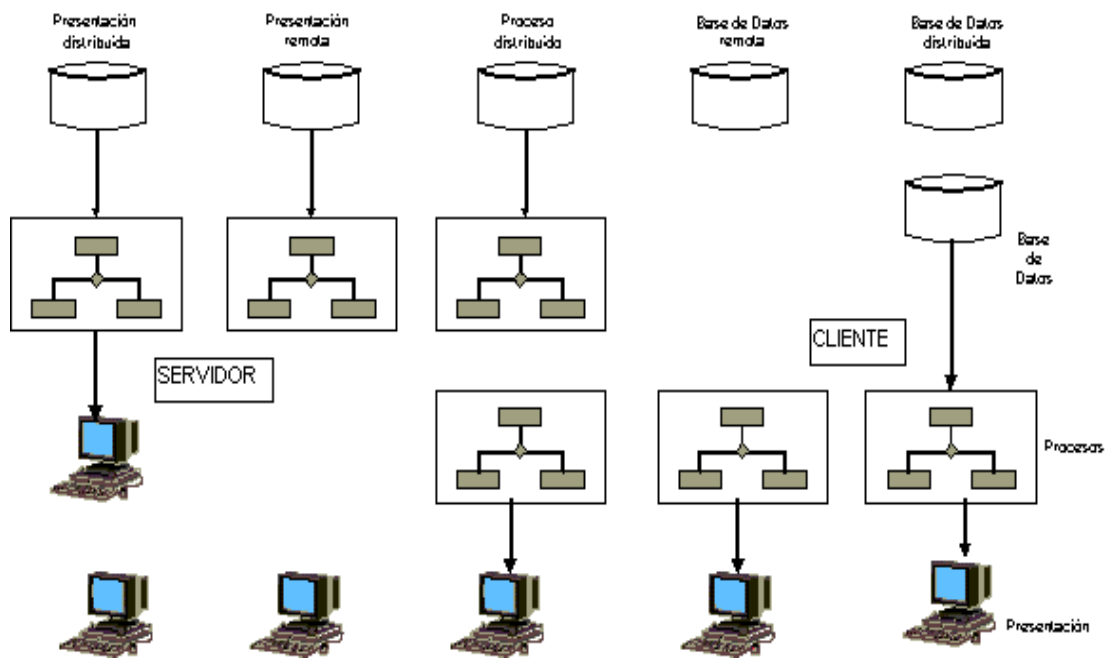 Presentación
distribuida
Presentación
remota
Proceso
distribuido
Base de Datos
remota
Base de Datos
distribuida
Base
de
Datos
CLIENTE
SERVIDOR
Procesos
Presentación